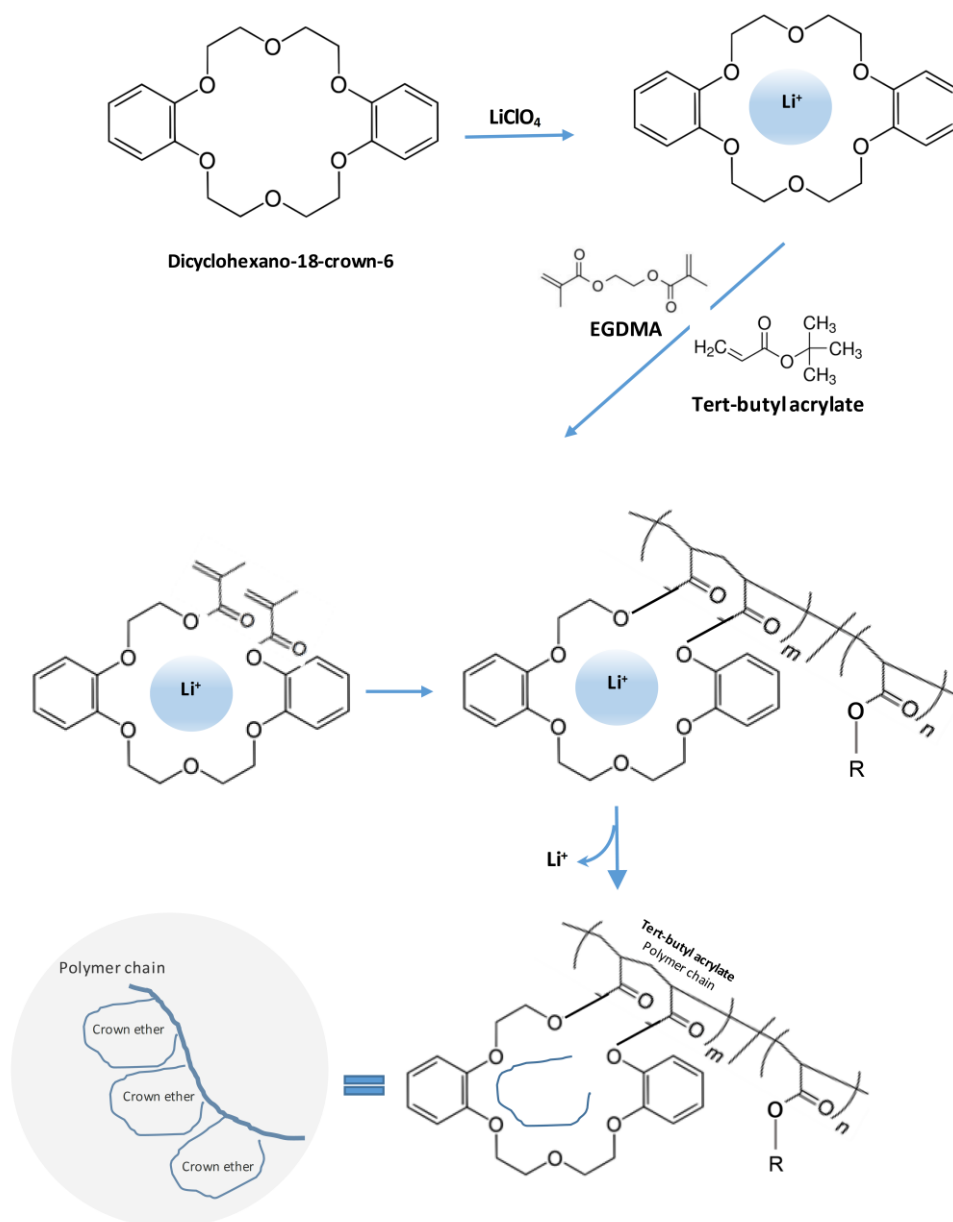 O
O
O
O
O
O
Dicyclohexano-18-crown-6
LiClO₄
O
O
O
Li⁺
O
O
O
O
O
O
O
EGDMA
O
H₂C
O
CH₃
CH₃
CH₃
Tert-butyl acrylate
O
O
O
O
O
Li⁺
O
O
O
O
O
O
O
O
Li⁺
O
O
O
m
O
O
n
R
Li⁺
Polymer chain
Crown ether
Crown ether
Crown ether
Tert-butyl acrylate
Polymer chain
O
O
O
O
O
O
O
O
m
O
O
n
R